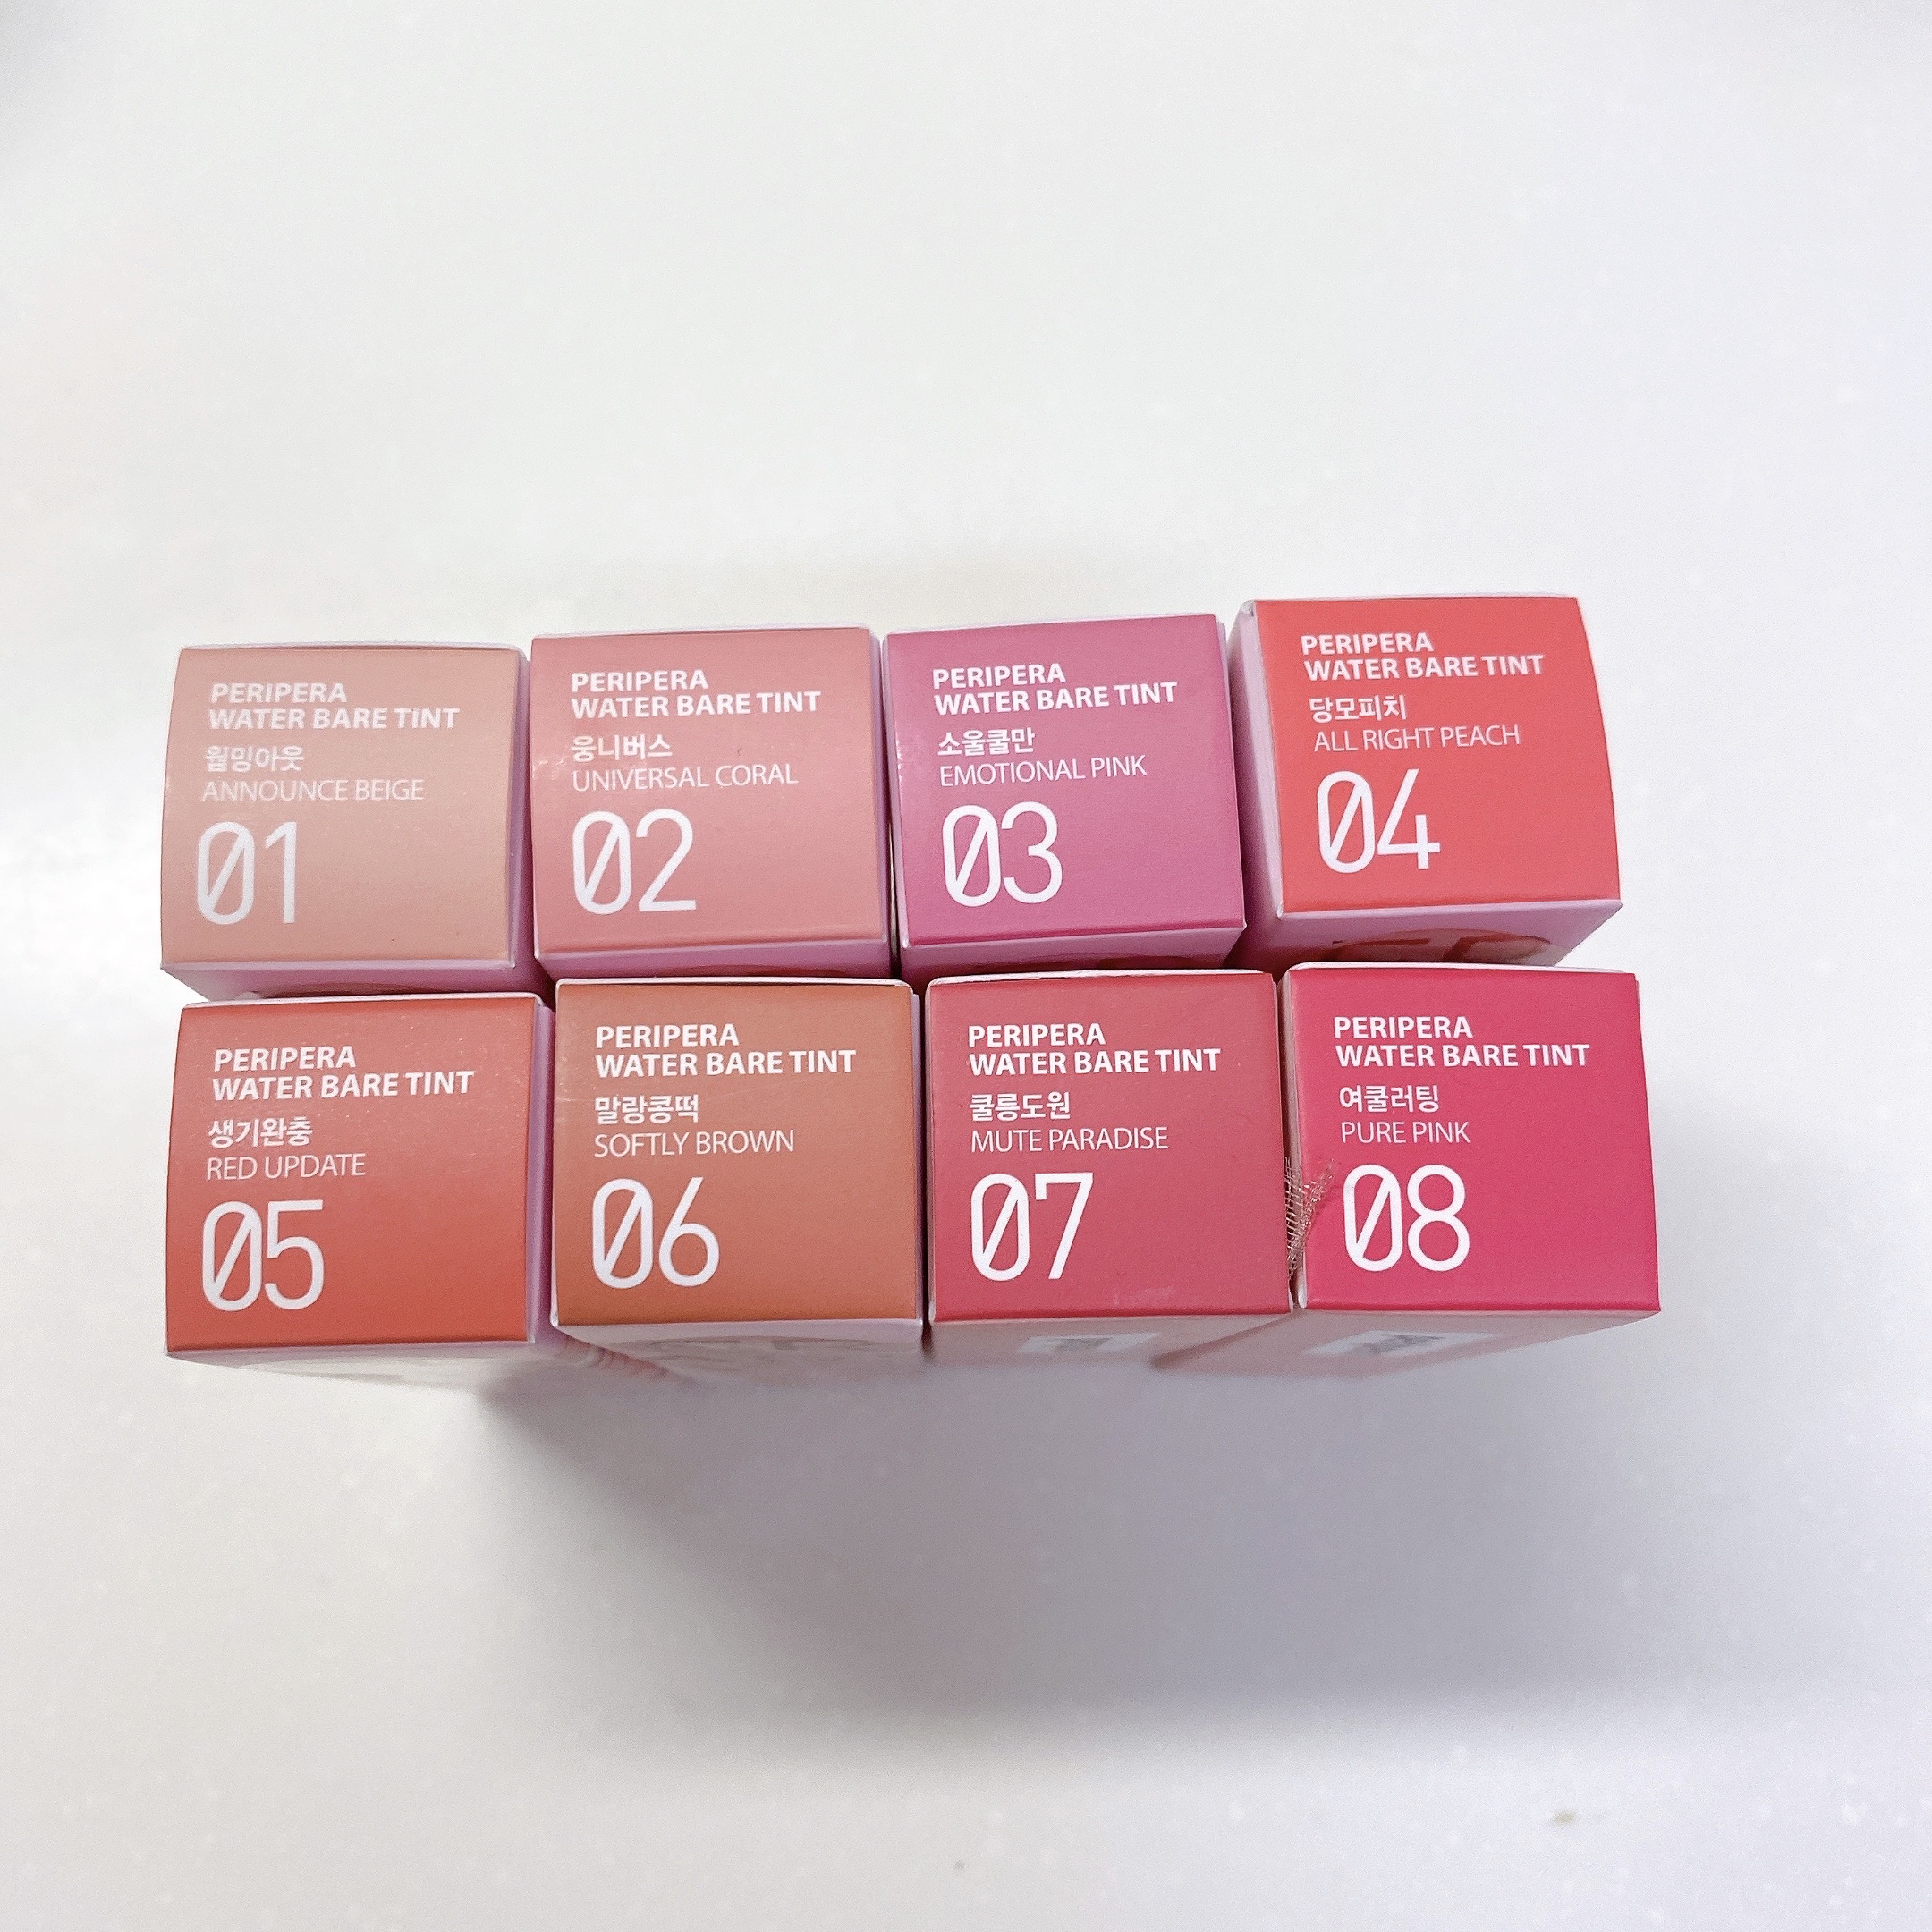 PERIPERA
WATER BARE TINT
웜밍아웃
ANNOUNCE BEIGE
01
PERIPERA
WATER BARE TINT
웅니버스
UNIVERSAL CORAL
02
PERIPERA
WATER BARE TINT
소울쿨만
EMOTIONAL PINK
03
PERIPERA
WATER BARE TINT
당모피치
ALL RIGHT PEACH
04
PERIPERA
WATER BARE TINT
생기완충
RED UPDATE
05
PERIPERA
WATER BARE TINT
말랑콩떡
SOFTLY BROWN
06
PERIPERA
WATER BARE TINT
쿨릉도원
MUTE PARADISE
07
PERIPERA
WATER BARE TINT
여쿨러팅
PURE PINK
08